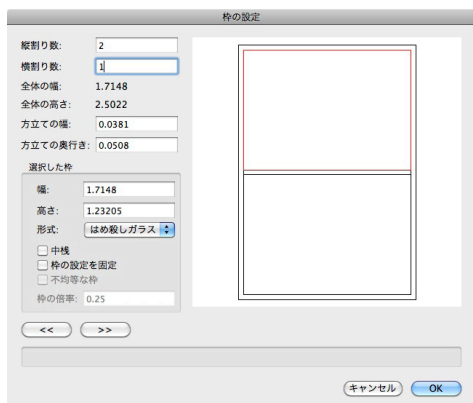 枠の設定
縦割り数: 2
横割り数: 1
全体の幅: 1.7148
全体の高さ: 2.5022
方立ての幅: 0.0381
方立ての奥行き: 0.0508
選択した枠
幅: 1.7148
高さ: 1.23205
形式: はめ殺しガラス
中桟
枠の設定を固定
不均等な枠
枠の倍率: 0.25
<< >>
キャンセル OK